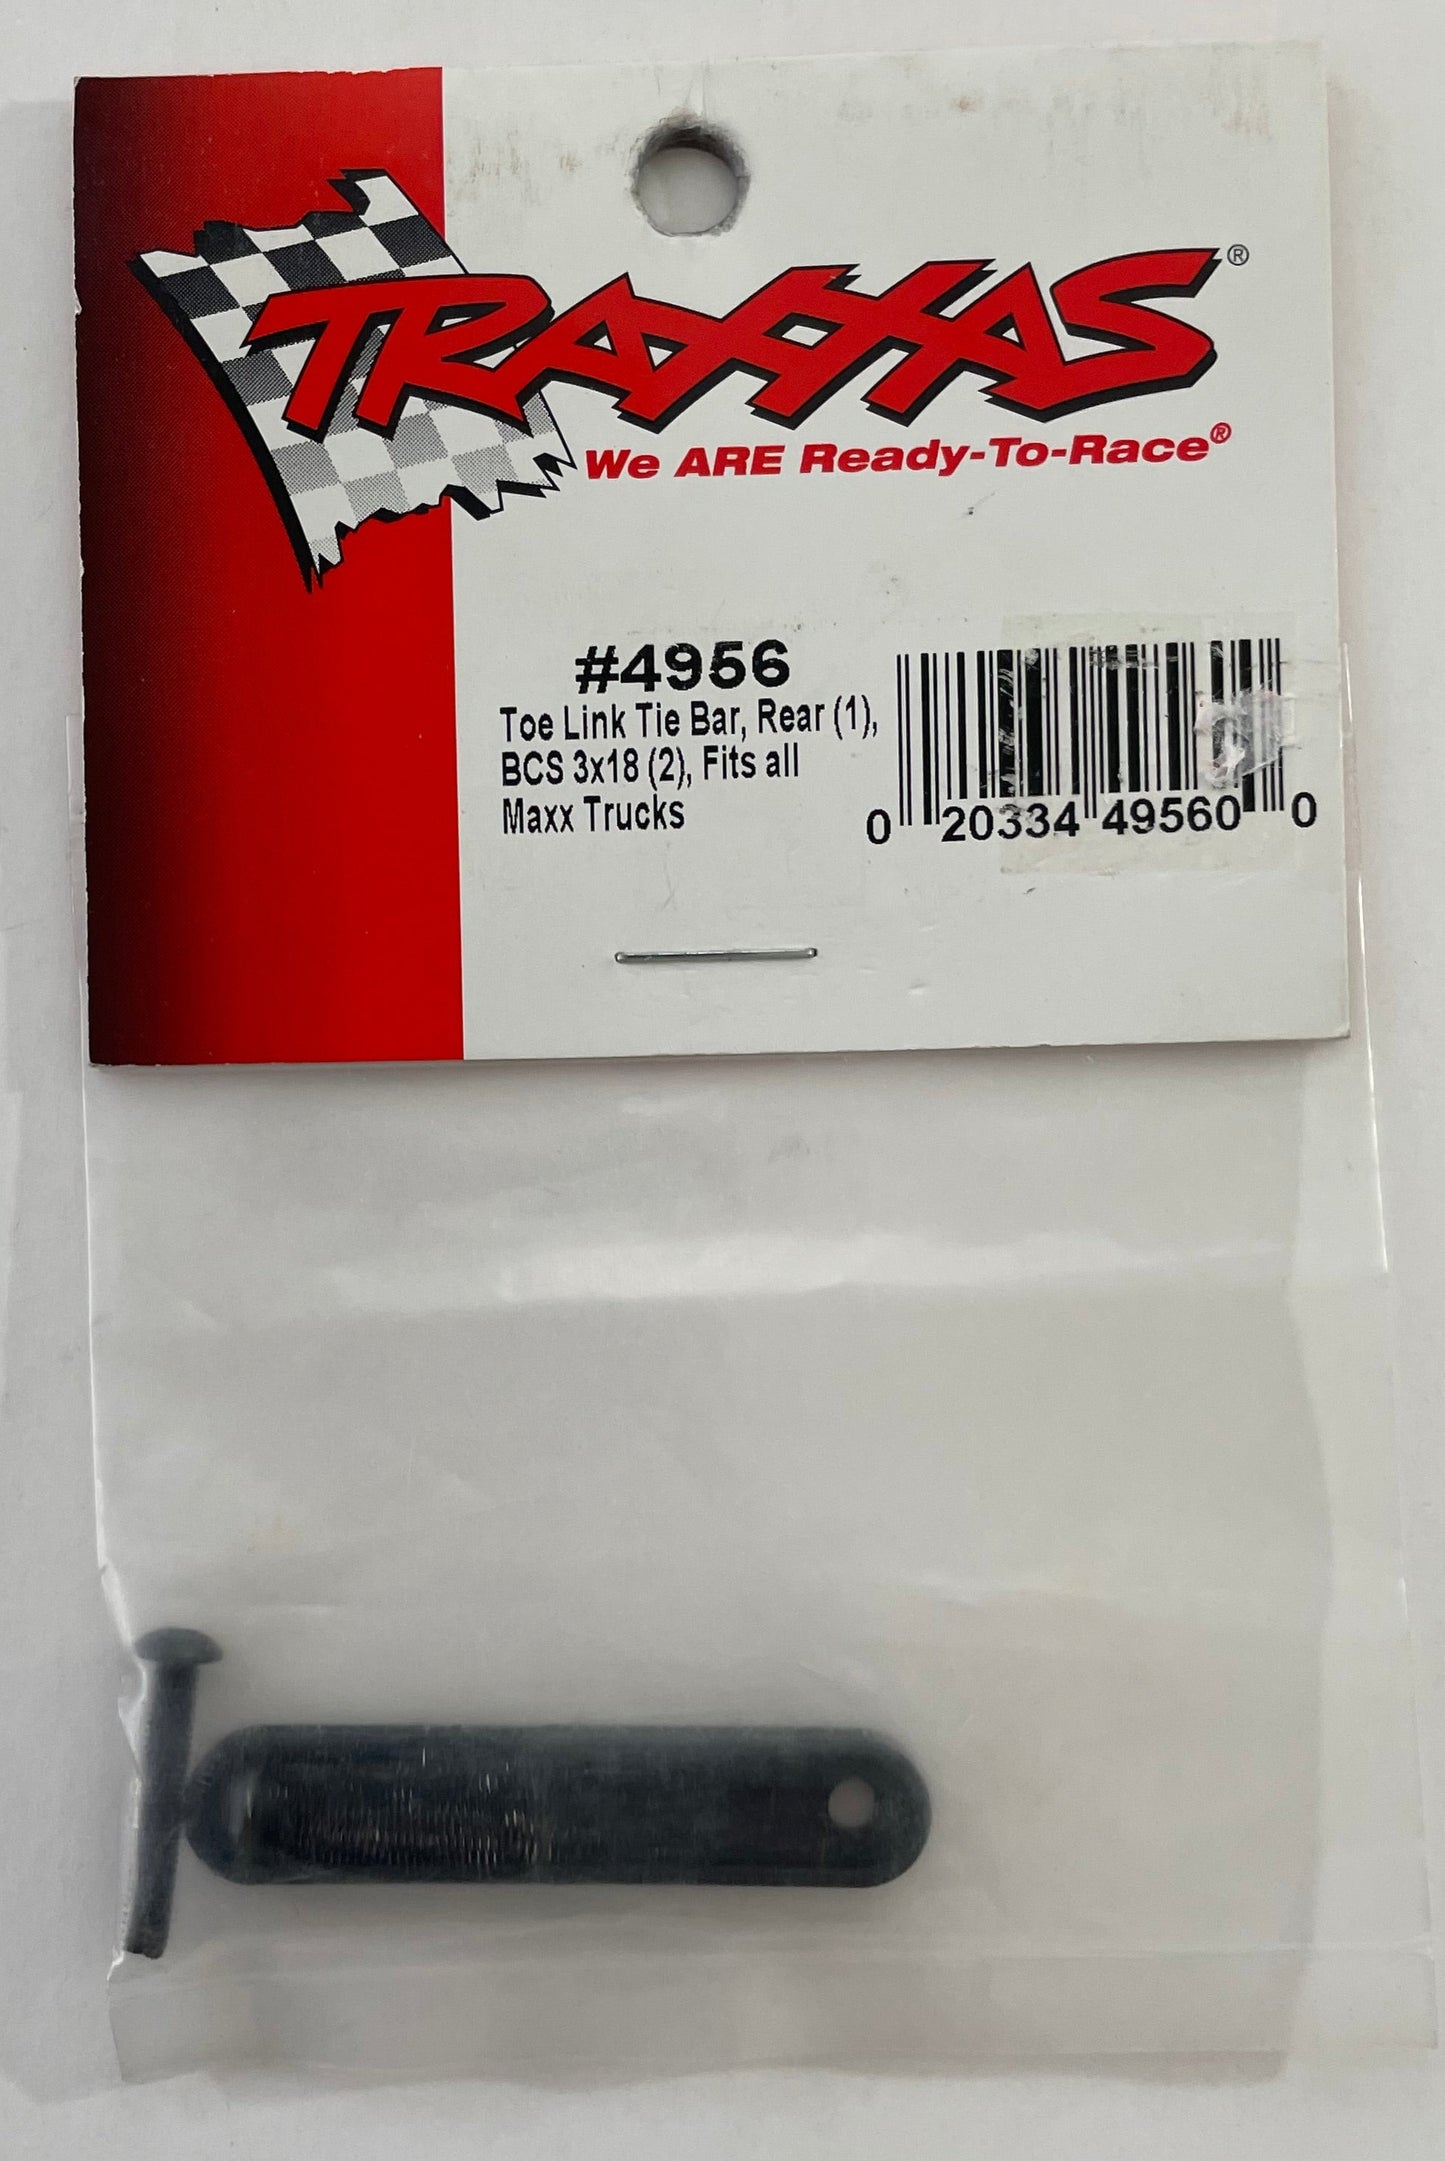 TRAXXAS®
We ARE Ready-To-Race®
#4956
Toe Link Tie Bar, Rear (1),
BCS 3x18 (2), Fits all
Maxx Trucks
0 20334 49560 0